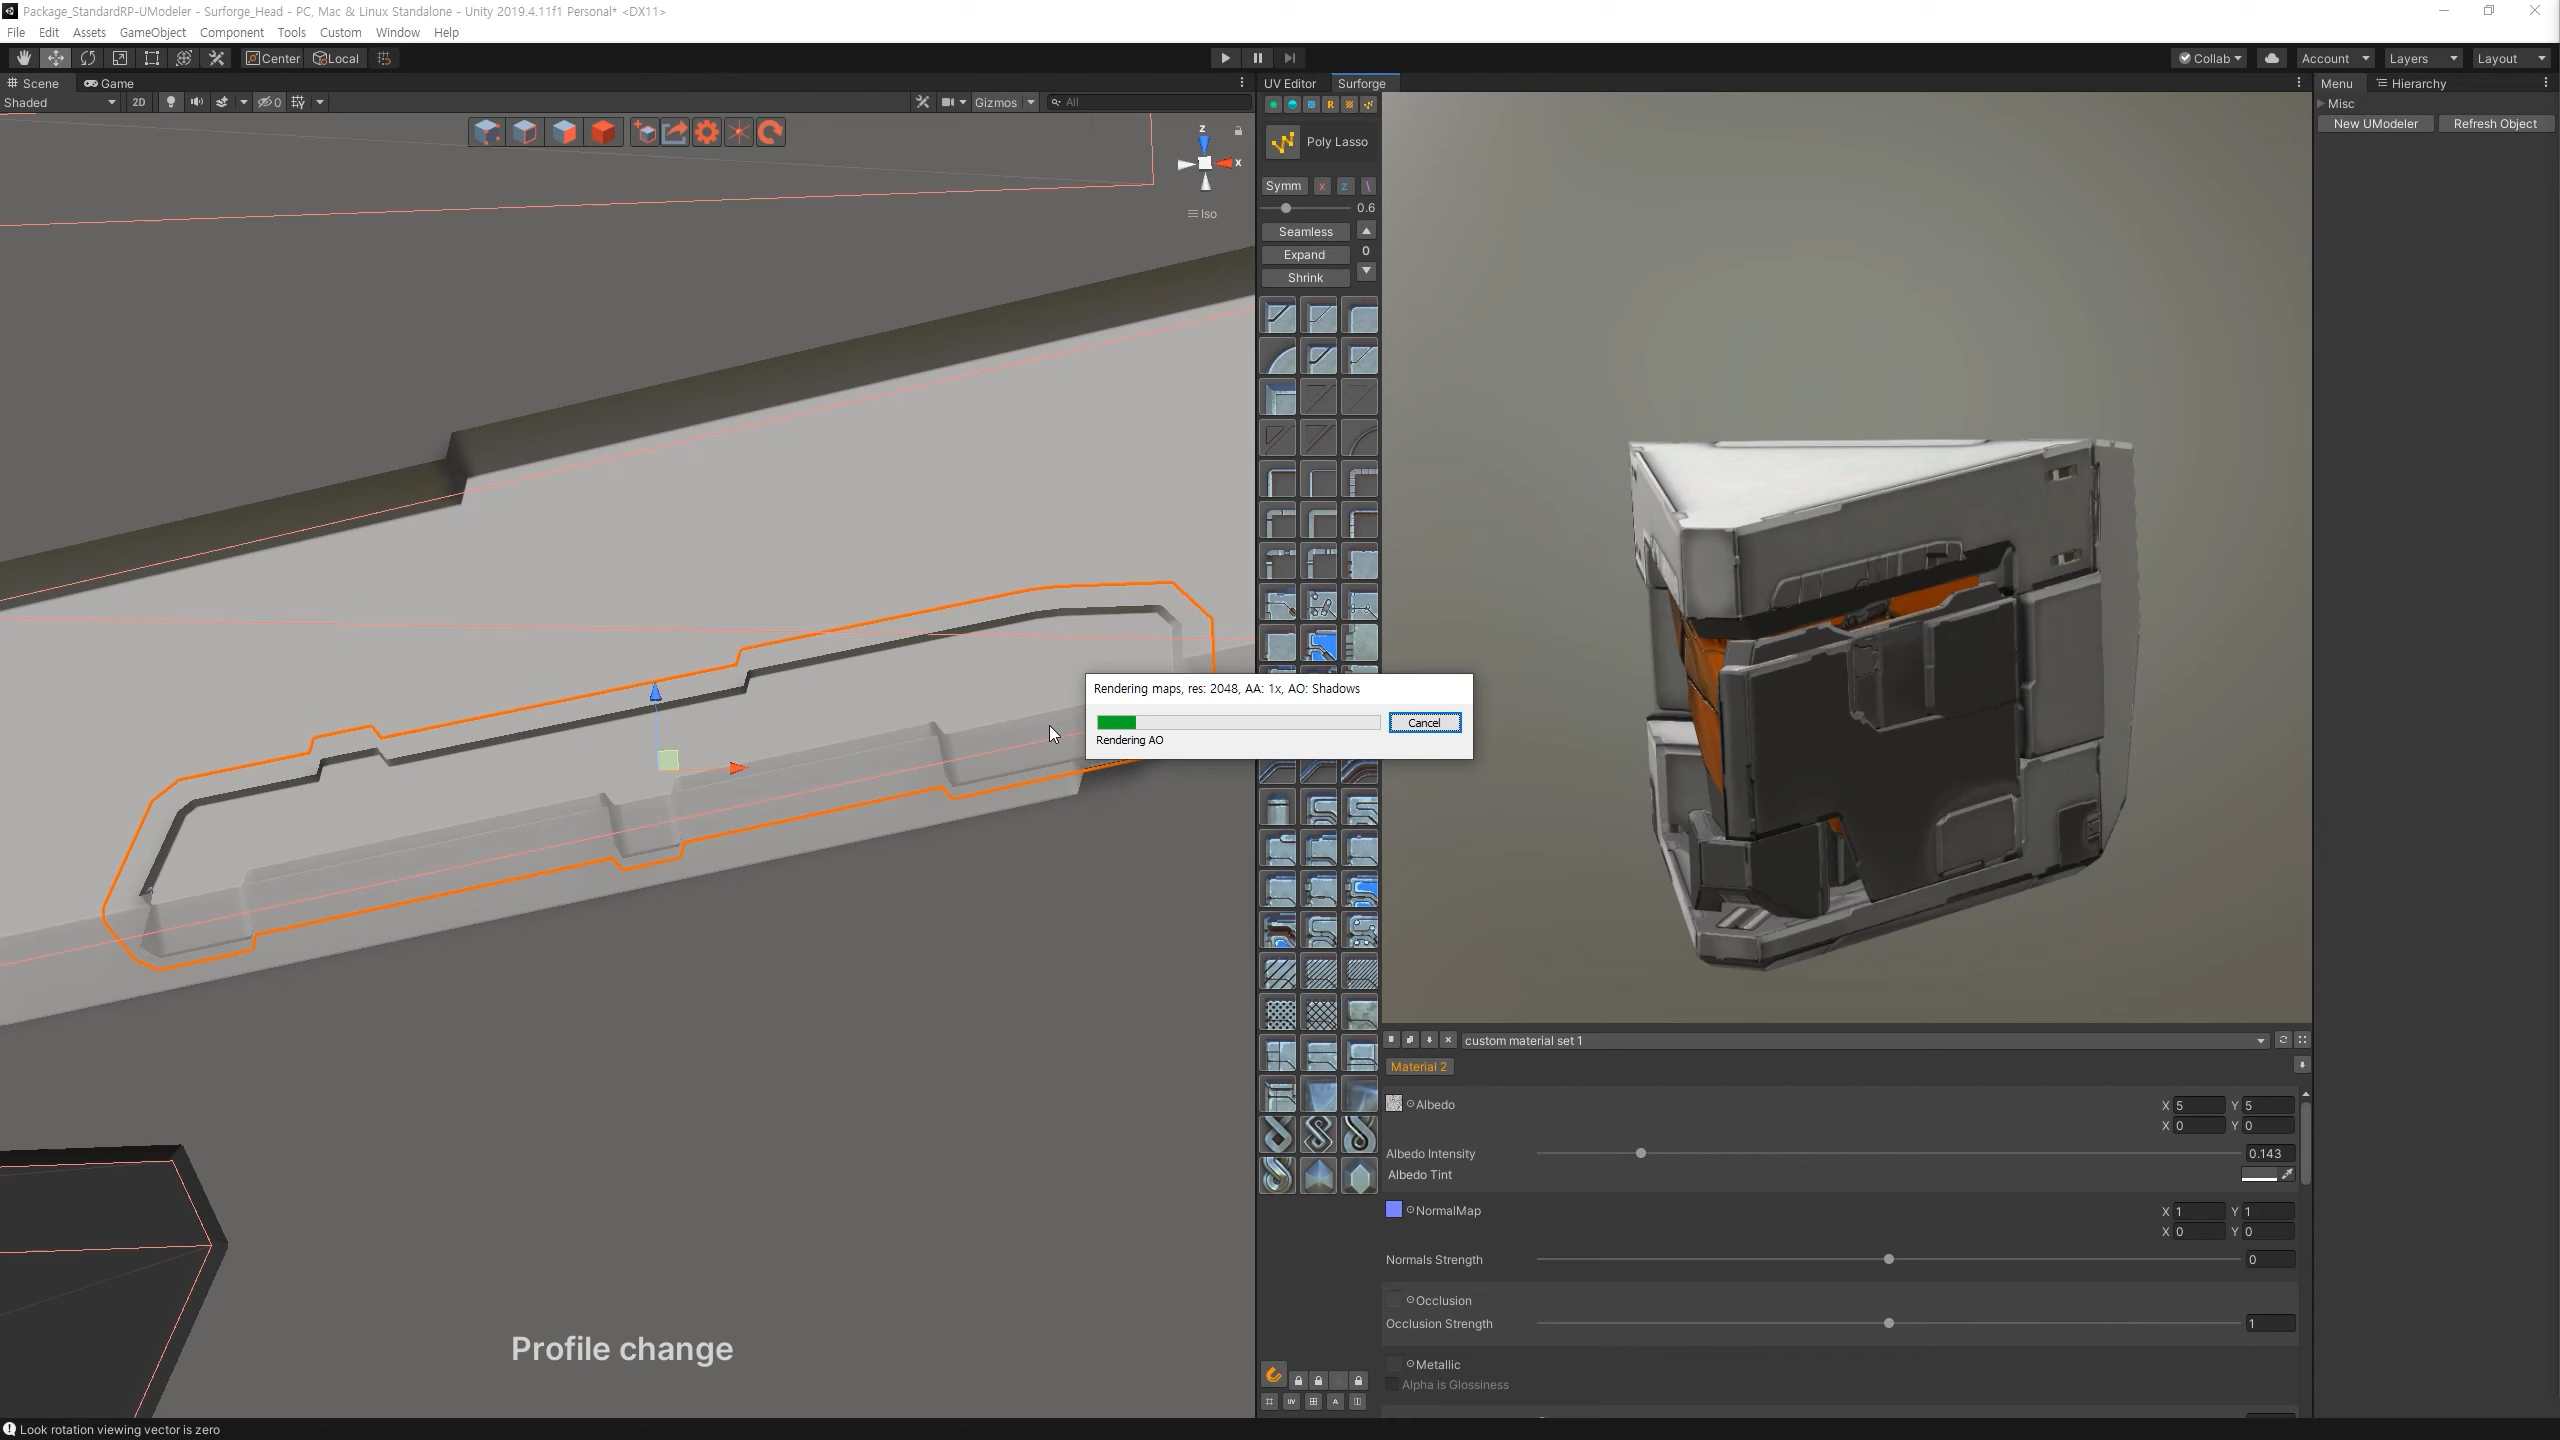 Package_StandardRP-UModeler - Surforge_Head - PC, Mac & Linux Standalone - Unity 2019.4.11f1 Personal* <DX11>
File Edit Assets GameObject Component Tools Custom Window Help
Center Local
Collab Account Layers Layout
Scene Game
UV Editor Surforge
Menu Hierarchy
Shaded 2D 0 Gizmos All
Misc
New UModeler Refresh Object
z
x
Iso
Poly Lasso
Symm x z \
0.6
Seamless
Expand 0
Shrink
Rendering maps, res: 2048, AA: 1x, AO: Shadows
Cancel
Rendering AO
custom material set 1
Material 2
Albedo X 5 Y 5
X 0 Y 0
Albedo Intensity 0.143
Albedo Tint
NormalMap X 1 Y 1
X 0 Y 0
Normals Strength 0
Occlusion
Occlusion Strength 1
Metallic
Alpha is Glossiness
Profile change
UV A
Look rotation viewing vector is zero